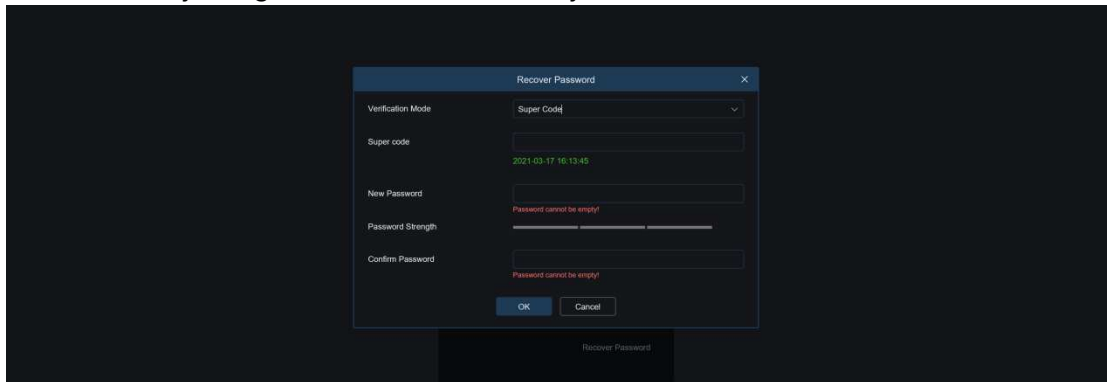 Recover Password
Verification Mode Super Code
Super code
2021-03-17 16:13:45
New Password
Password cannot be empty!
Password Strength
Confirm Password
Password cannot be empty!
OK Cancel
Recover Password